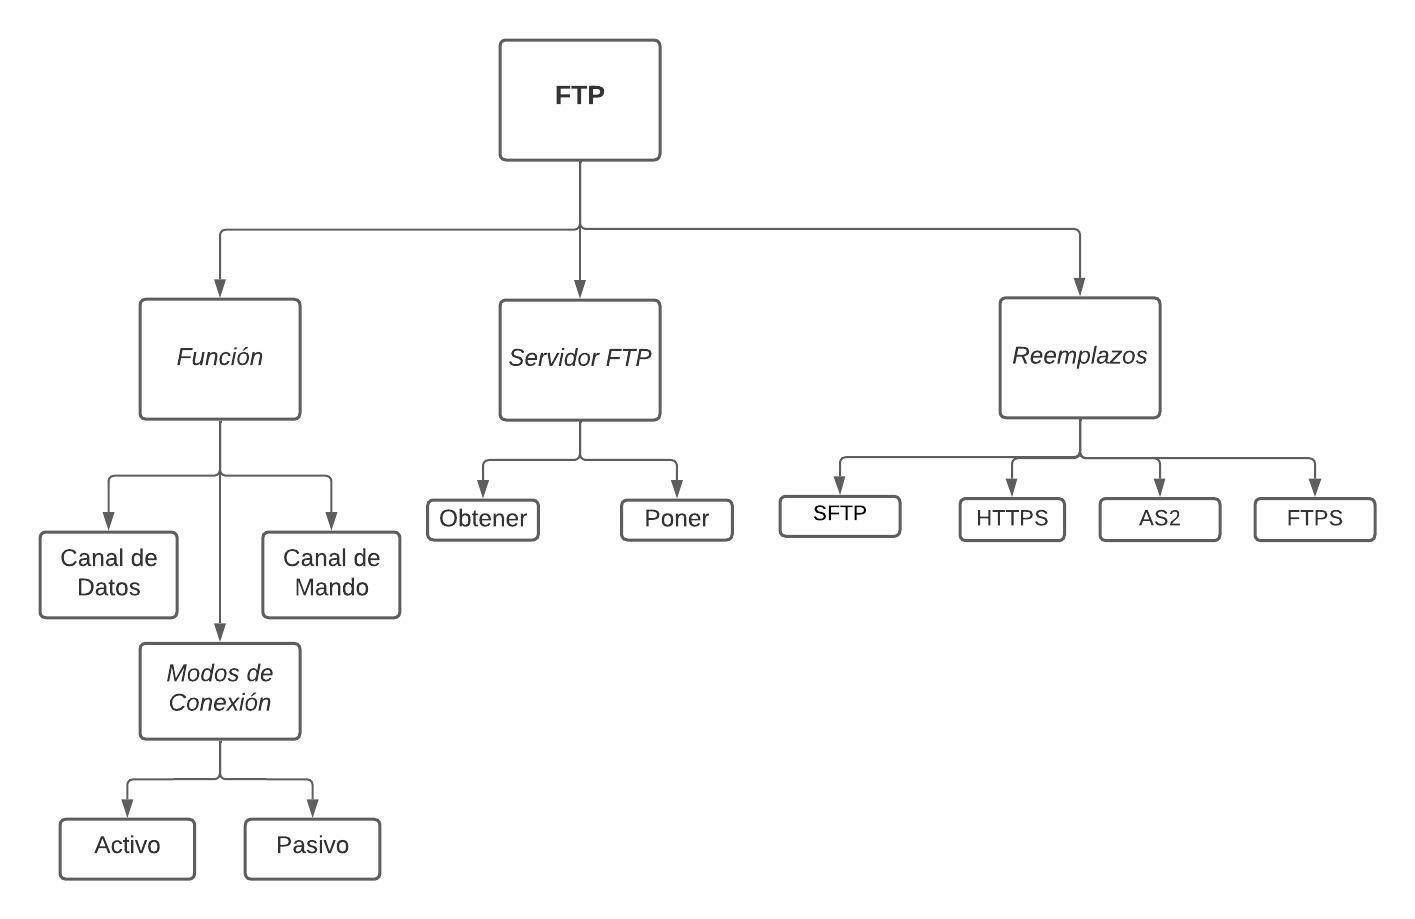 FTP
Función
Servidor FTP
Reemplazos
Obtener
Poner
SFTP
HTTPS
AS2
FTPS
Canal de
Datos
Canal de
Mando
Modos de
Conexión
Activo
Pasivo